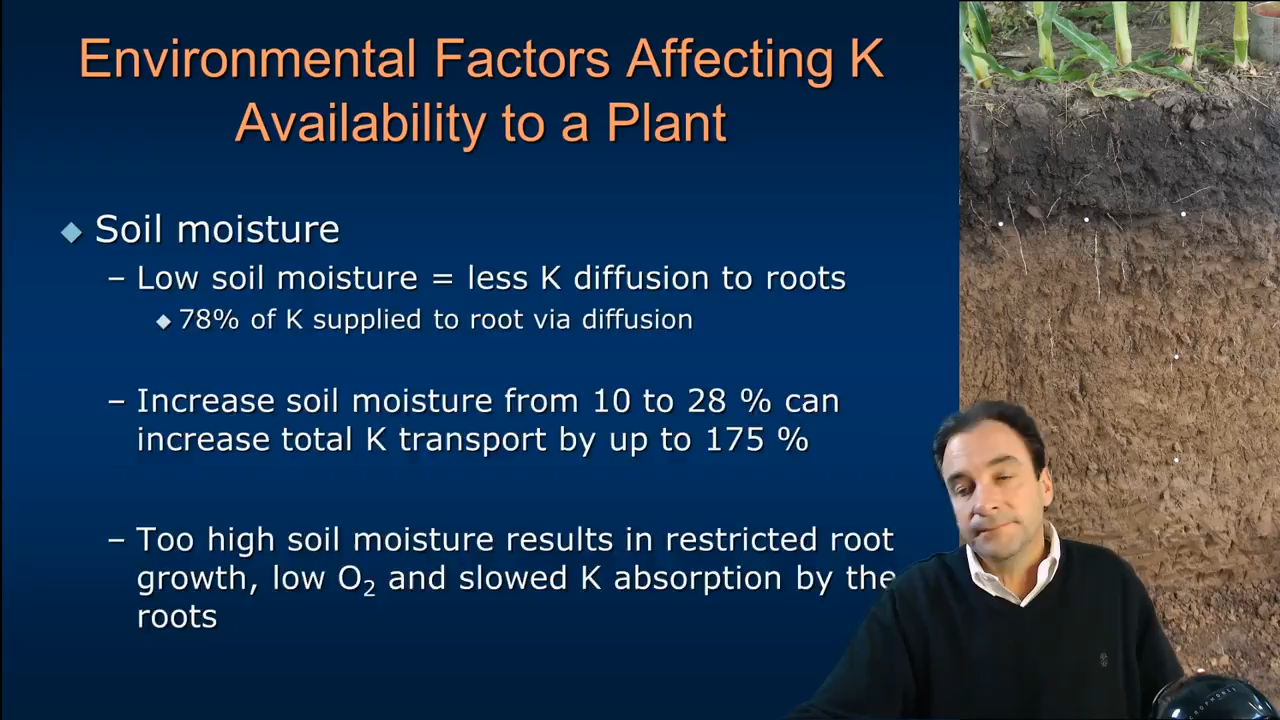 Environmental Factors Affecting K
Availability to a Plant
Soil moisture
– Low soil moisture = less K diffusion to roots
78% of K supplied to root via diffusion
– Increase soil moisture from 10 to 28 % can
increase total K transport by up to 175 %
– Too high soil moisture results in restricted root
growth, low O₂ and slowed K absorption by the
roots